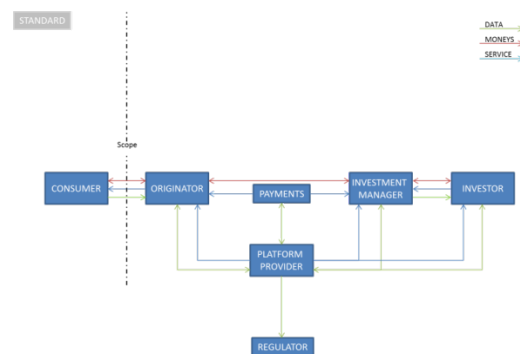 STANDARD
DATA
MONEYS
SERVICE
Scope
CONSUMER
ORIGINATOR
PAYMENTS
INVESTMENT
MANAGER
INVESTOR
PLATFORM
PROVIDER
REGULATOR